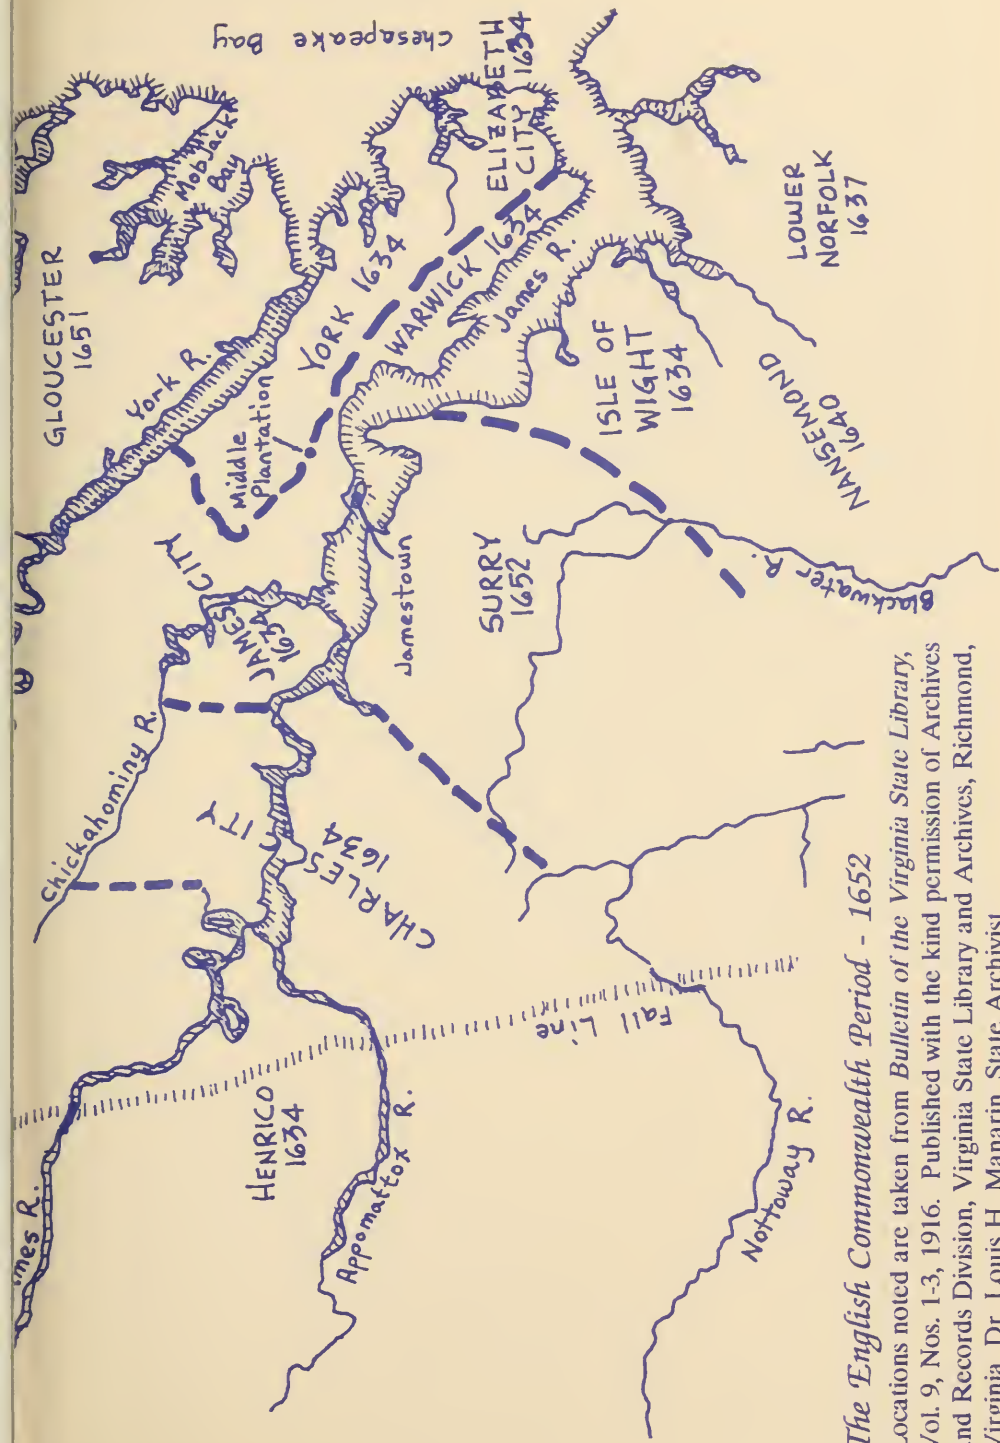 Chesapeake Bay
Mobjack
Bay
GLOUCESTER
1651
York R.
YORK 1634
ELIZABETH
CITY 1634
WARWICK 1634
James R.
Middle
Plantation
ISLE OF
WIGHT
1634
LOWER
NORFOLK
1637
NANSEMOND
1640
JAMES CITY
1634
Jamestown
SURRY
1652
Blackwater R.
Chickahominy R.
CHARLES CITY
1634
HENRICO
1634
Fall Line
Appomattox R.
Nottoway R.
mes R.
The English Commonwealth Period - 1652
ocations noted are taken from Bulletin of the Virginia State Library,
Vol. 9, Nos. 1-3, 1916. Published with the kind permission of Archives
nd Records Division, Virginia State Library and Archives, Richmond,
Virginia, Dr. Louis H. Manarin, State Archivist